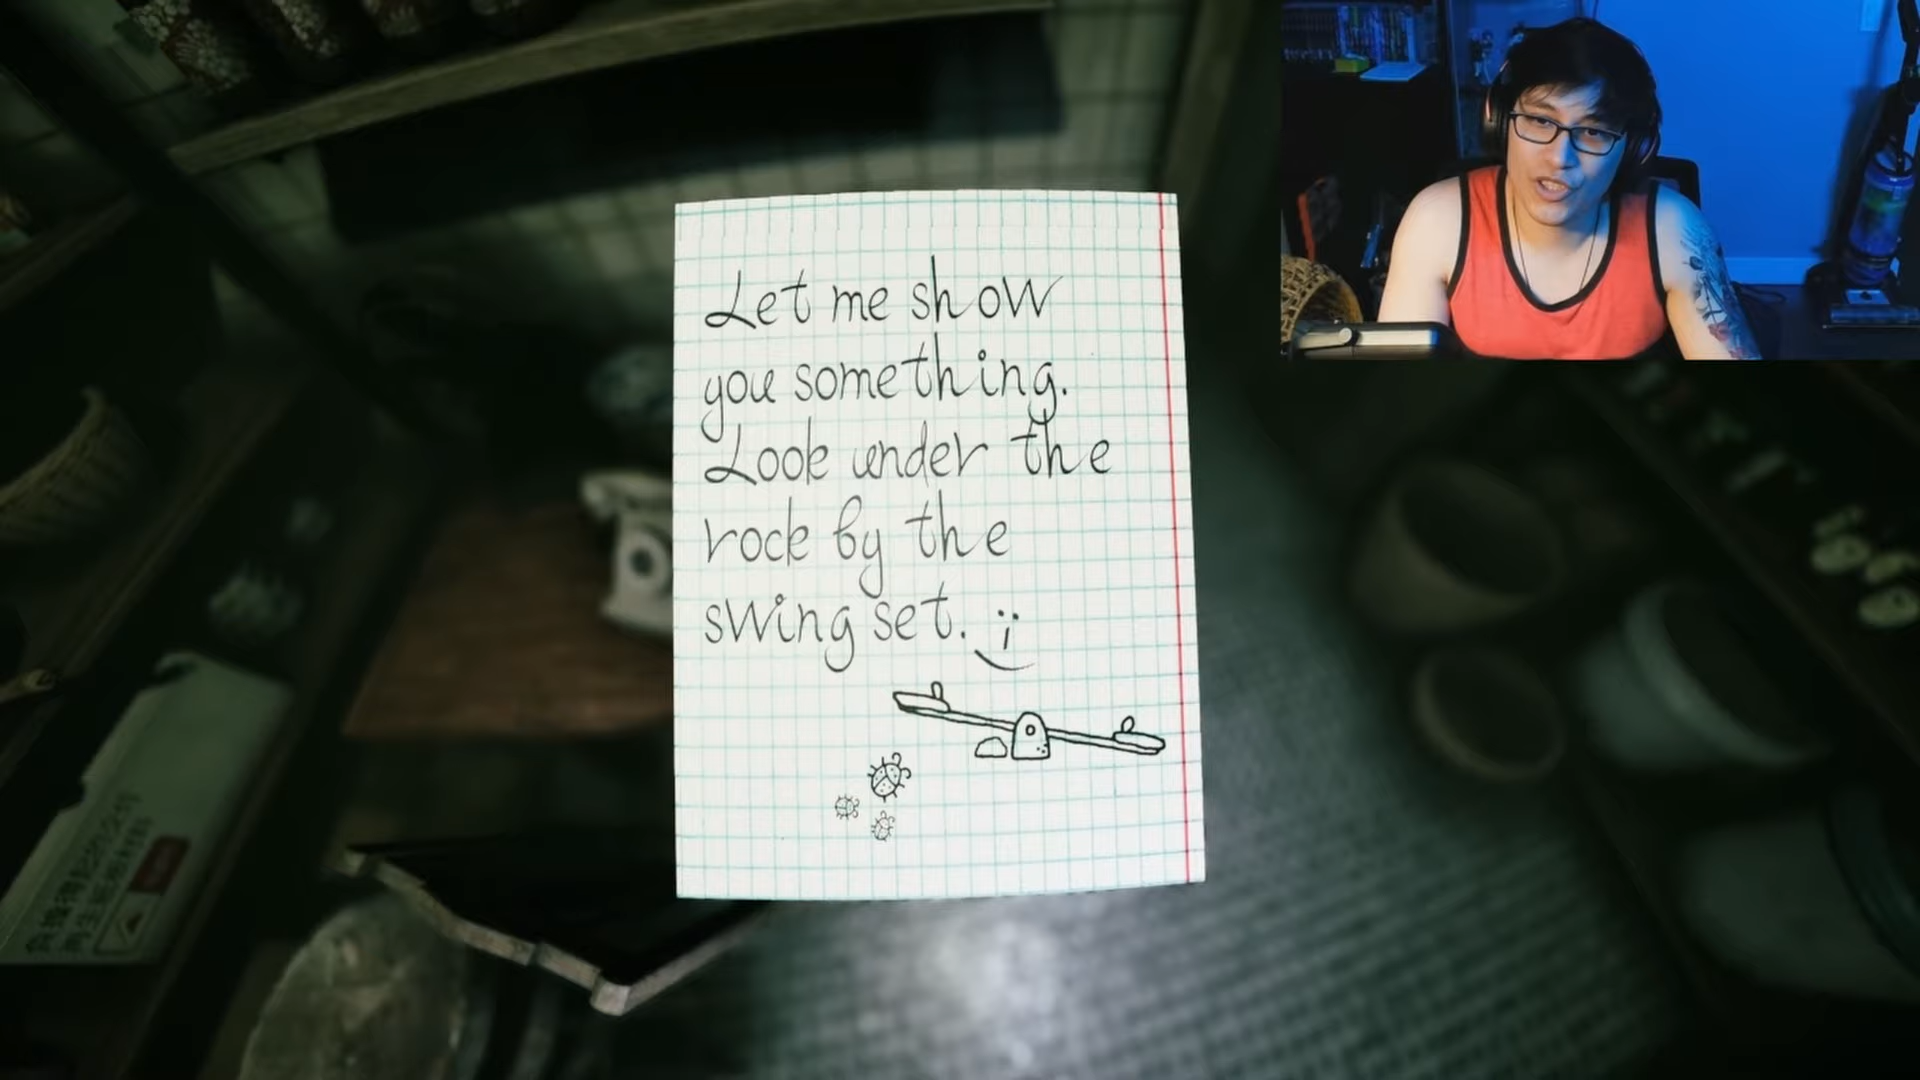 Let me show
you something.
Look under the
rock by the
swing set.